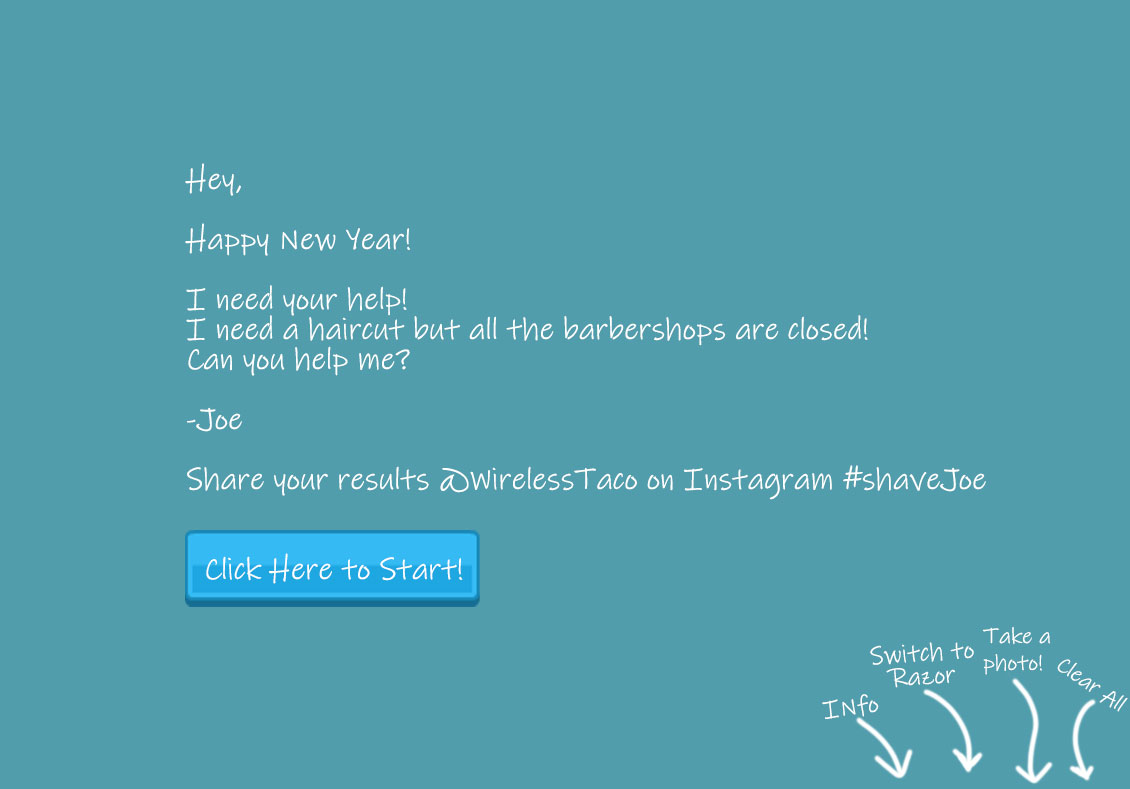 Hey,
Happy New Year!
I need your help!
I need a haircut but all the barbershops are closed!
Can you help me?
-Joe
Share your results @WirelessTaco on Instagram #shaveJoe
Click Here to Start!
INfo
Switch to
Razor
Take a
photo!
Clear All